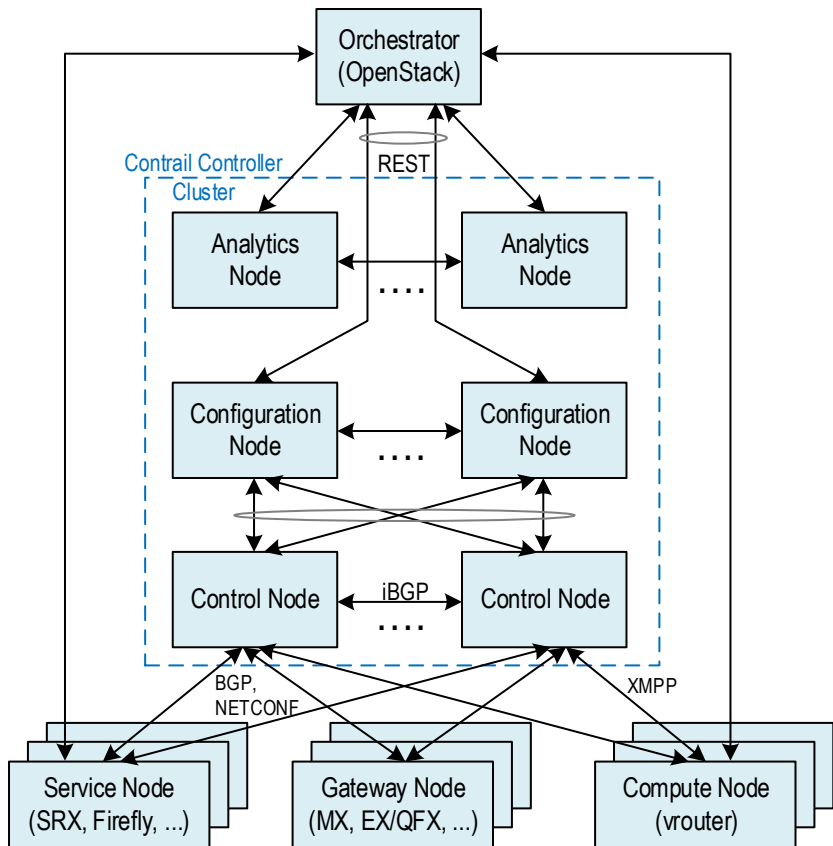 Orchestrator
(OpenStack)
REST
Contrail Controller
Cluster
Analytics
Node
Analytics
Node
. . . .
Configuration
Node
Configuration
Node
. . . .
Control Node
iBGP
Control Node
. . . .
BGP,
NETCONF
XMPP
Service Node
(SRX, Firefly, ...)
Gateway Node
(MX, EX/QFX, ...)
Compute Node
(vrouter)